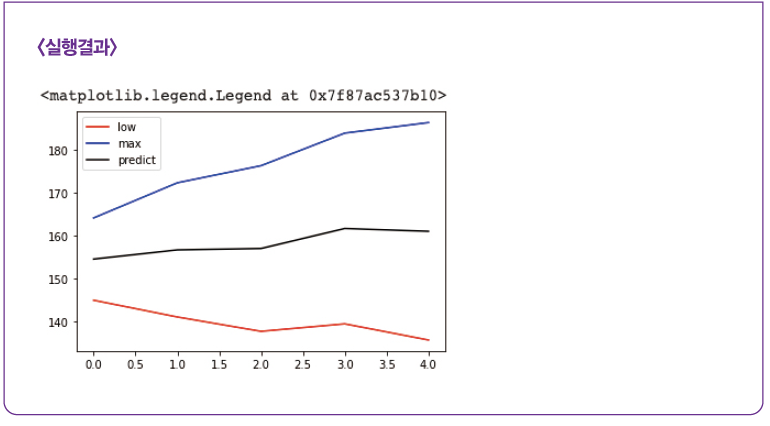 <실행결과>
<matplotlib.legend.Legend at 0x7f87ac537b10>
low
max
predict
180
170
160
150
140
0.0 0.5 1.0 1.5 2.0 2.5 3.0 3.5 4.0